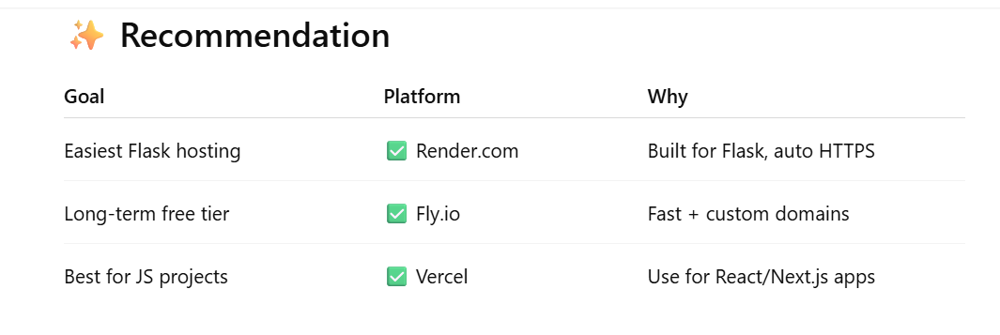 ✨ Recommendation
Goal Platform Why
Easiest Flask hosting ✅ Render.com Built for Flask, auto HTTPS
Long-term free tier ✅ Fly.io Fast + custom domains
Best for JS projects ✅ Vercel Use for React/Next.js apps